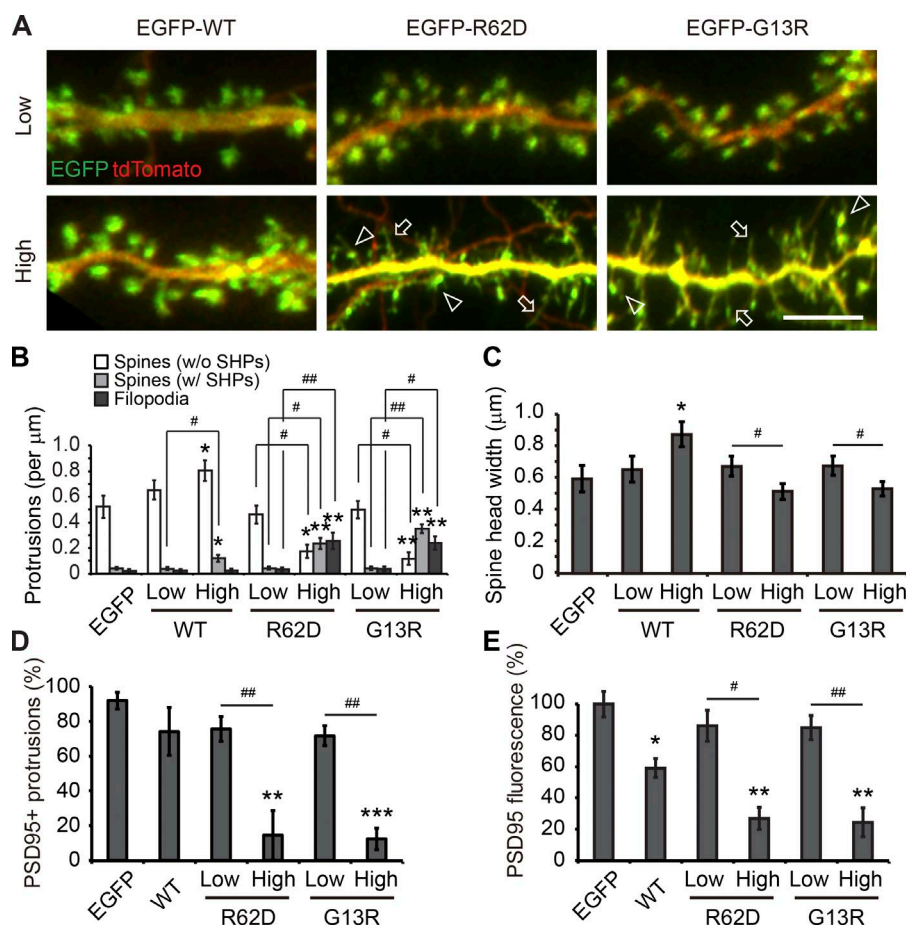 A
EGFP-WT
EGFP-R62D
EGFP-G13R
Low
EGFP tdTomato
High
B
Spines (w/o SHPs)
Spines (w/ SHPs)
Filopodia
##
#
#
#
#
##
#
Protrusions (per μm)
1.0
0.8
0.6
0.4
0.2
0
*
*
*
**
**
**
**
**
EGFP
Low High
WT
Low High
R62D
Low High
G13R
C
Spine head width (μm)
1.0
0.8
0.6
0.4
0.2
0
*
#
#
EGFP
Low High
WT
Low High
R62D
Low High
G13R
D
PSD95+ protrusions (%)
100
80
60
40
20
0
##
##
**
***
EGFP
WT
Low High
R62D
Low High
G13R
E
PSD95 fluorescence (%)
100
80
60
40
20
0
*
#
##
**
**
EGFP
WT
Low High
R62D
Low High
G13R